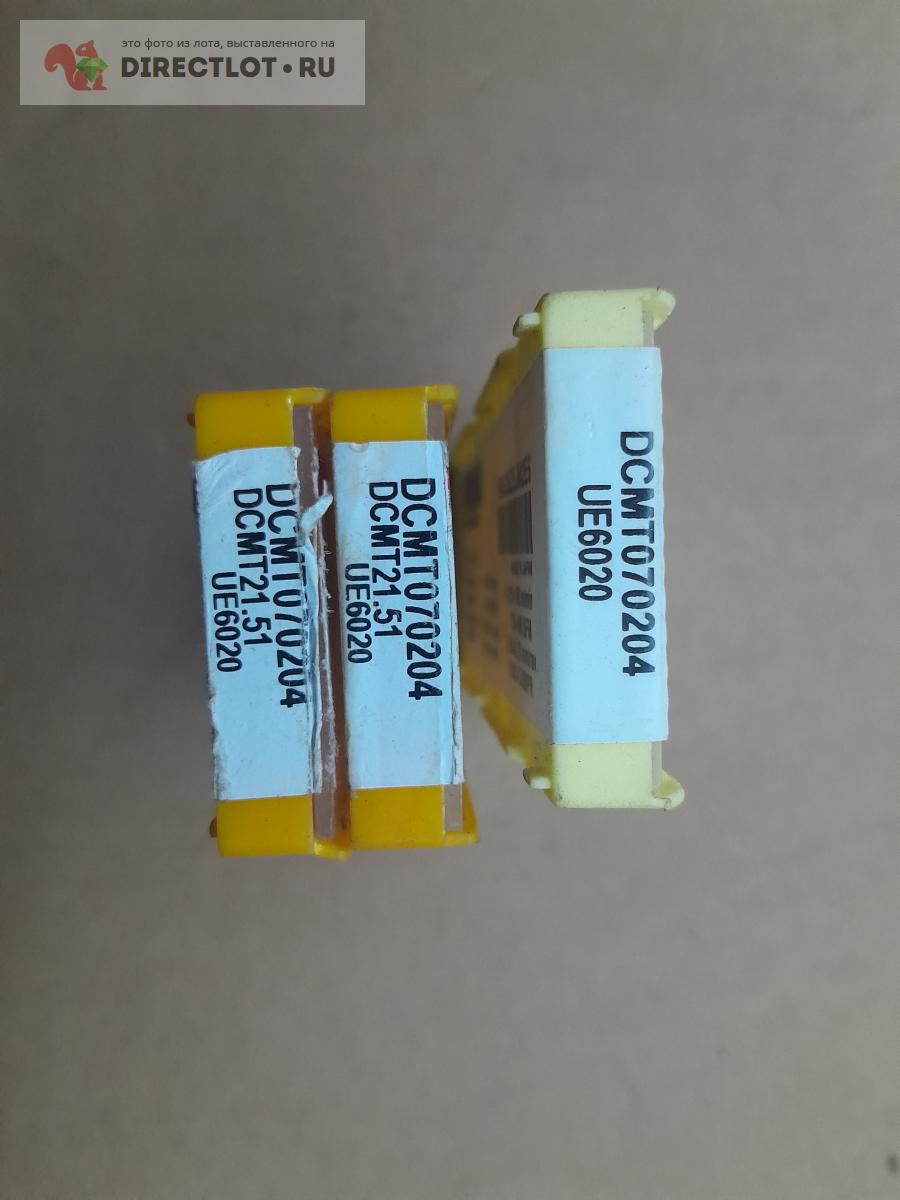 это фото из лота, выставленного на
DIRECTLOT.RU
DCMT070204
DCMT21.51
UE6020
DCMT070204
DCMT21.51
UE6020
DCMT070204
UE6020